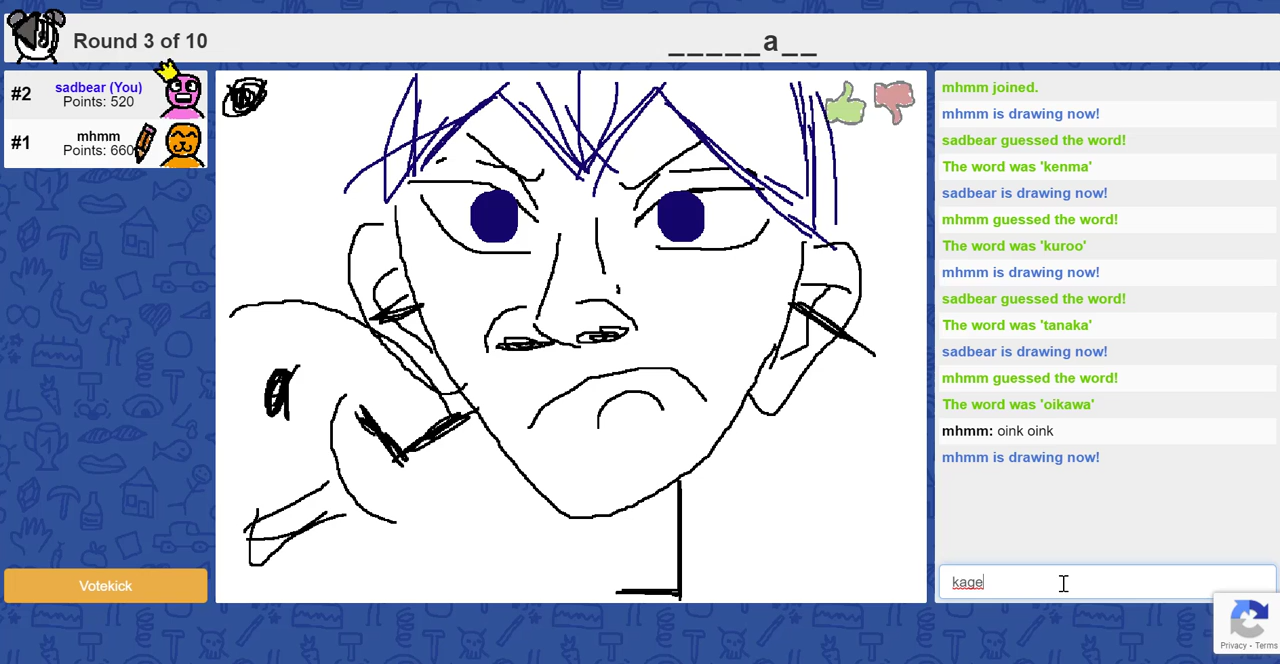 Round 3 of 10
_____a__
#2
sadbear (You)
Points: 520
#1
mhmm
Points: 660
mhmm joined.
mhmm is drawing now!
sadbear guessed the word!
The word was 'kenma'
sadbear is drawing now!
mhmm guessed the word!
The word was 'kuroo'
mhmm is drawing now!
sadbear guessed the word!
The word was 'tanaka'
sadbear is drawing now!
mhmm guessed the word!
The word was 'oikawa'
mhmm: oink oink
mhmm is drawing now!
kage
Votekick
Privacy - Terms